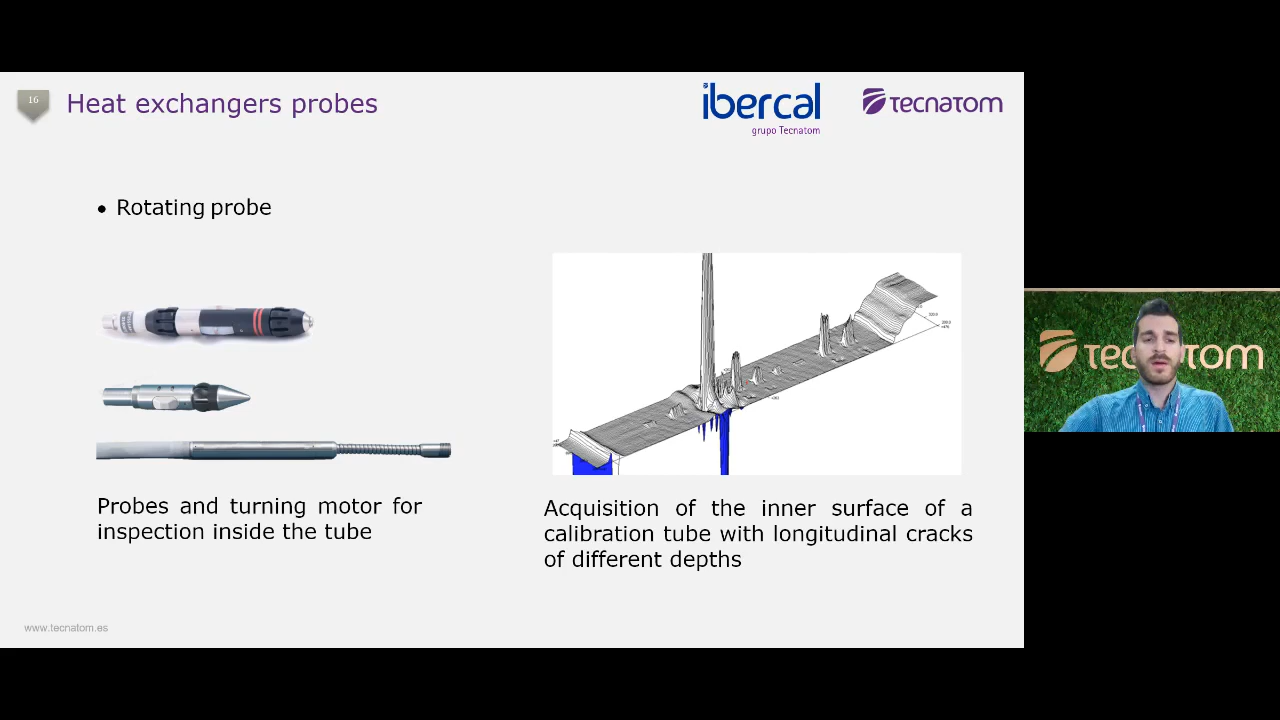 16
Heat exchangers probes
ibercal
grupo Tecnatom
tecnatom
• Rotating probe
Probes and turning motor for
inspection inside the tube
Acquisition of the inner surface of a
calibration tube with longitudinal cracks
of different depths
www.tecnatom.es
tecnatom